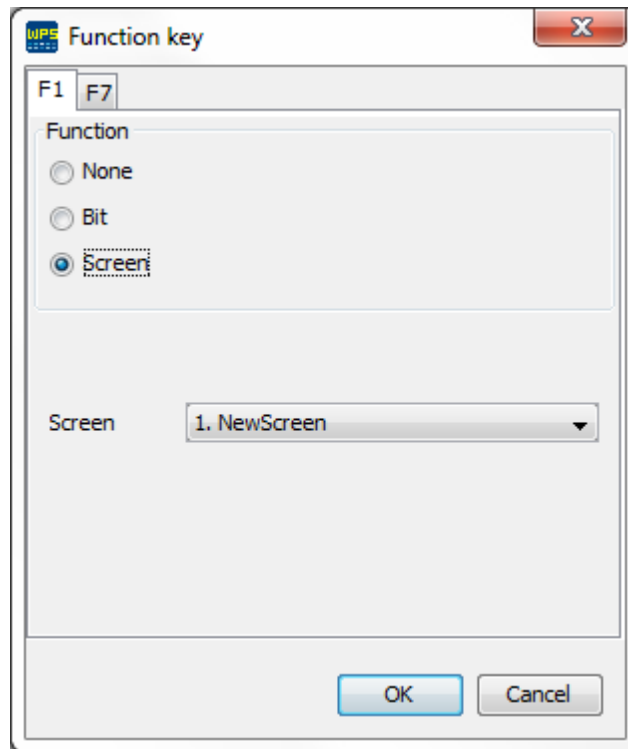 WPS Function key
F1 F7
Function
None
Bit
Screen
Screen 1. NewScreen
OK Cancel